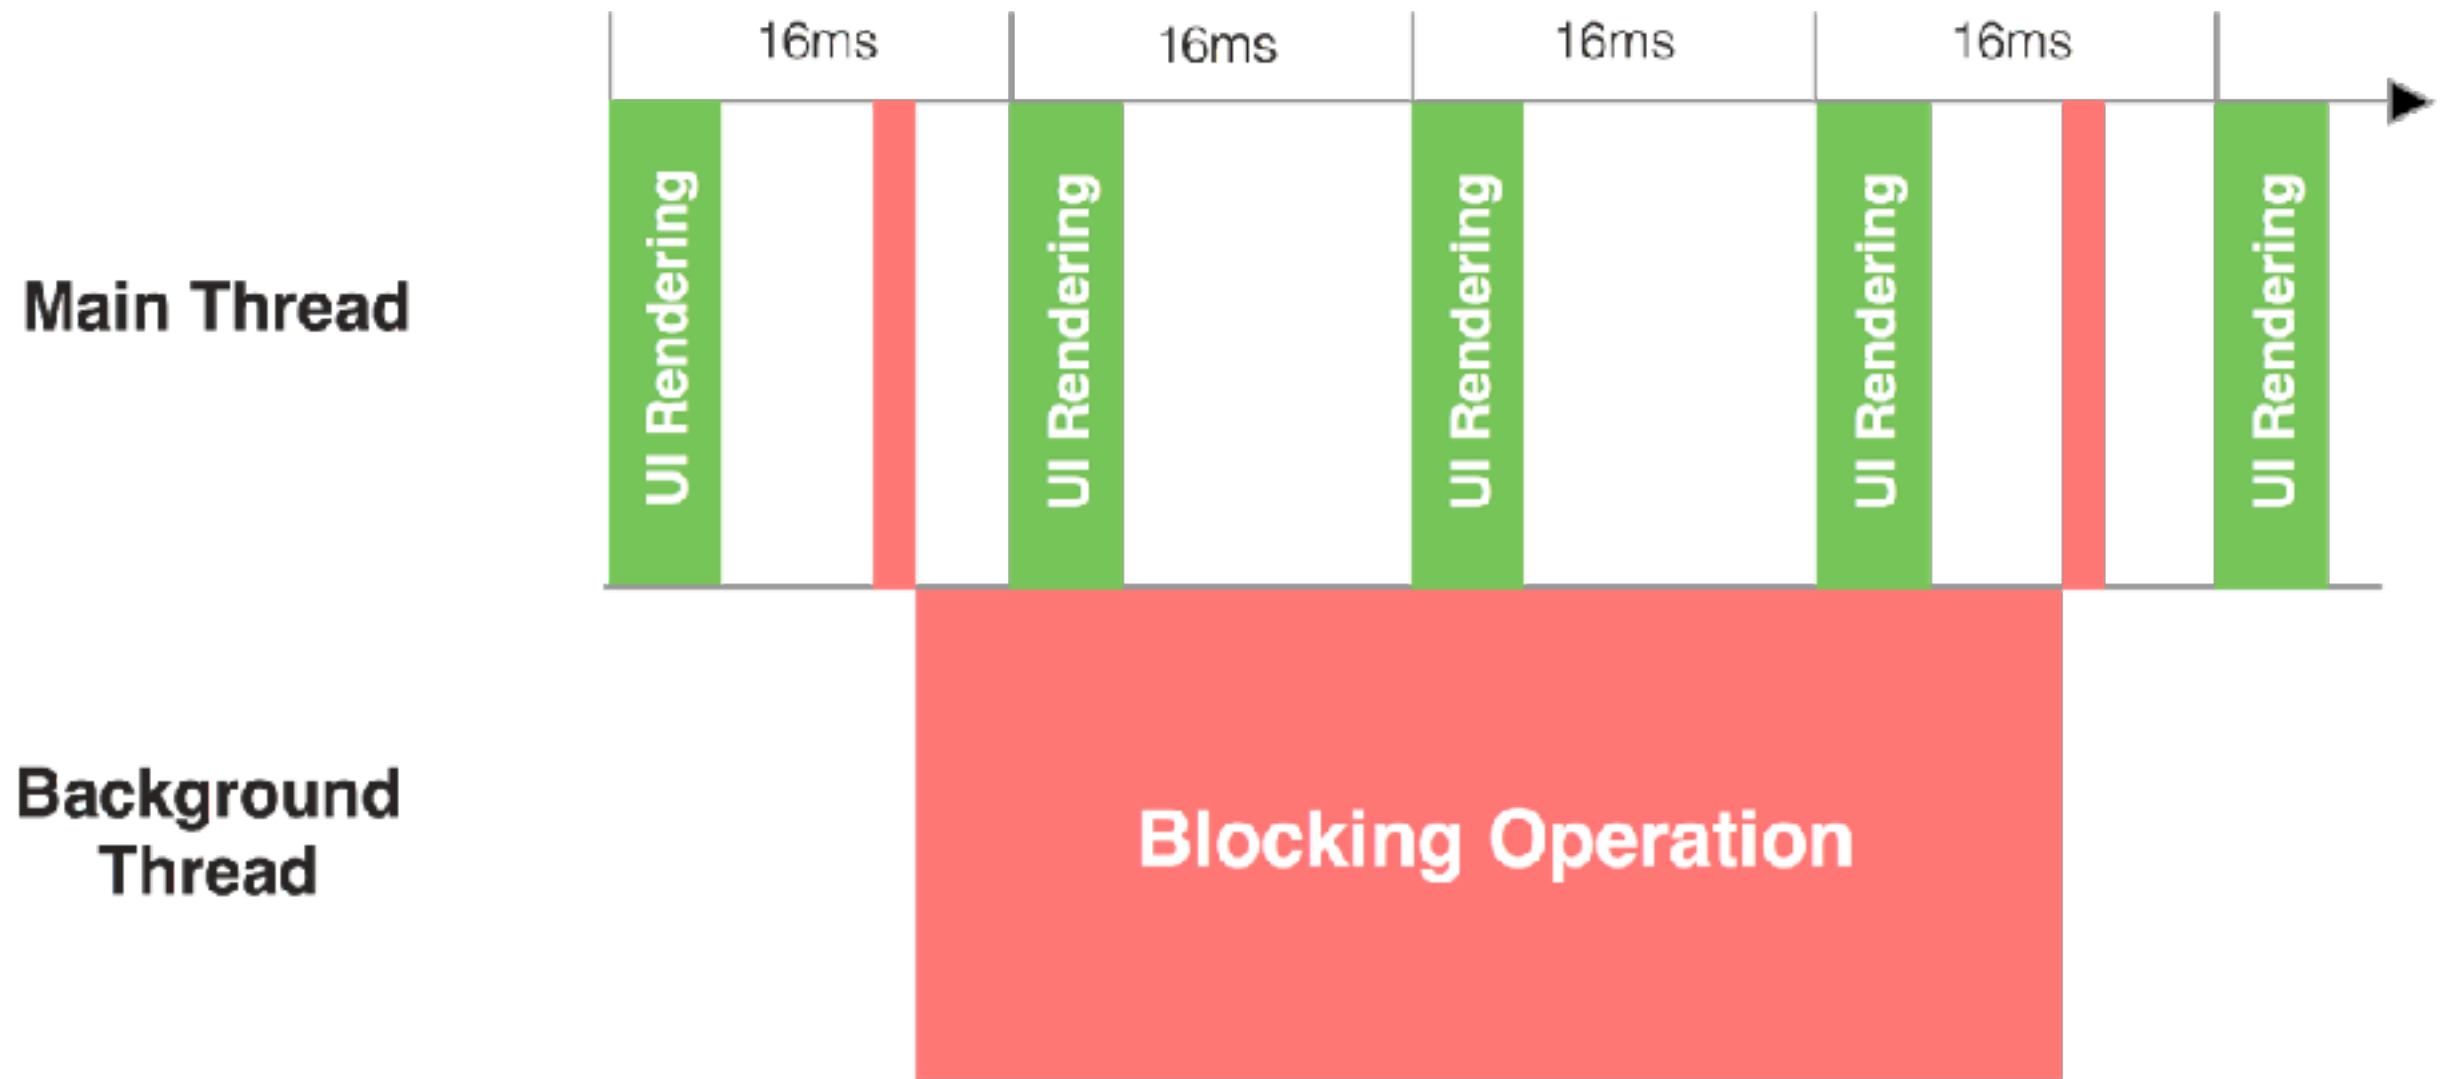 16ms
16ms
16ms
16ms
Main Thread
UI Rendering
UI Rendering
UI Rendering
UI Rendering
UI Rendering
Background
Thread
Blocking Operation